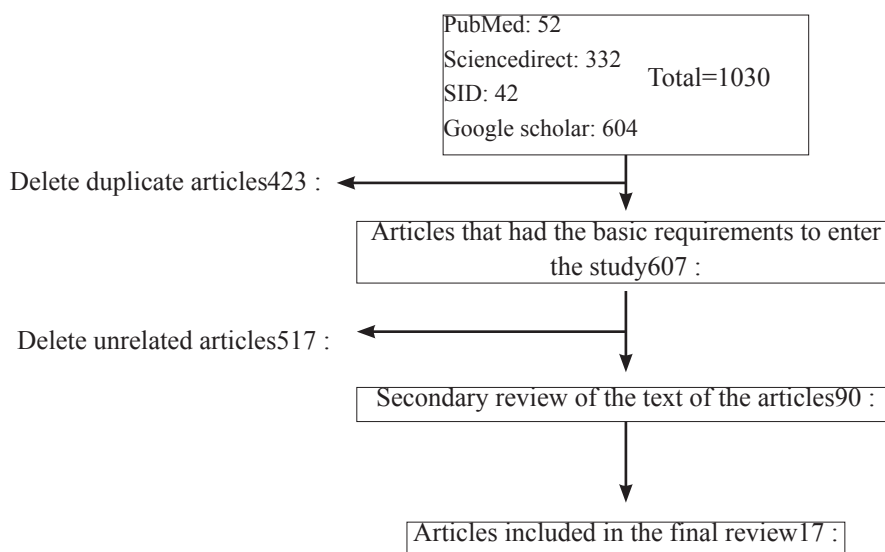 PubMed: 52
Sciencedirect: 332
SID: 42
Google scholar: 604
Total=1030
Delete duplicate articles423 :
Articles that had the basic requirements to enter
the study607 :
Delete unrelated articles517 :
Secondary review of the text of the articles90 :
Articles included in the final review17 :